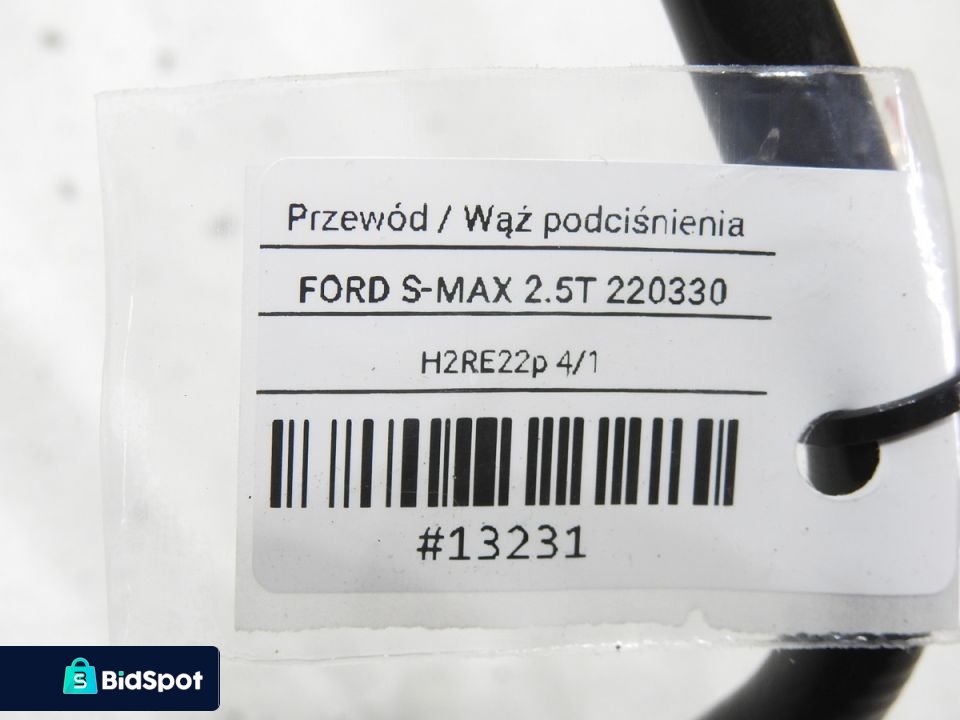 Przewód / Wąż podciśnienia
FORD S-MAX 2.5T 220330
H2RE22p 4/1
#13231
S BidSpot